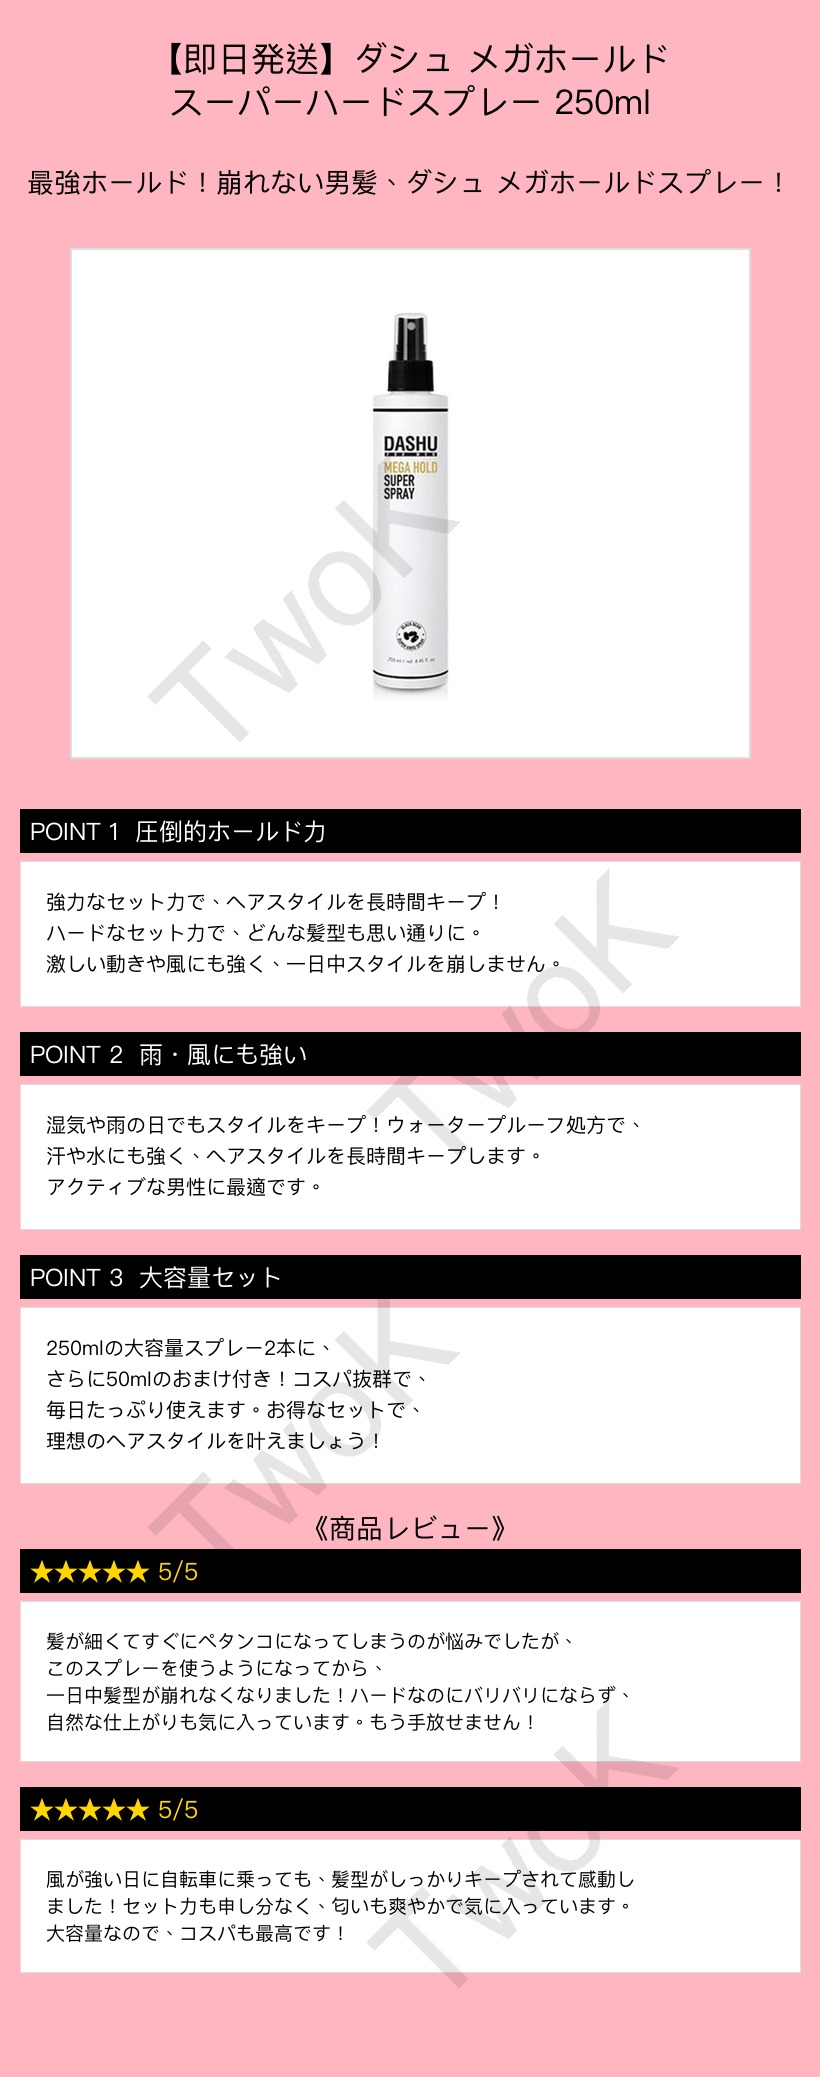 【即日発送】ダシュ メガホールド
スーパーハードスプレー 250ml
最強ホールド！崩れない男髪、ダシュ メガホールドスプレー！
DASHU
FOR MEN
MEGA HOLD
SUPER
SPRAY
250 ml / vol. 8.45 fl. oz
TwoK
POINT 1 圧倒的ホールド力
強力なセット力で、ヘアスタイルを長時間キープ！
ハードなセット力で、どんな髪型も思い通りに。
激しい動きや風にも強く、一日中スタイルを崩しません。
TwoK
POINT 2 雨・風にも強い
湿気や雨の日でもスタイルをキープ！ウォータープルーフ処方で、
汗や水にも強く、ヘアスタイルを長時間キープします。
アクティブな男性に最適です。
POINT 3 大容量セット
250mlの大容量スプレー2本に、
さらに50mlのおまけ付き！コスパ抜群で、
毎日たっぷり使えます。お得なセットで、
理想のヘアスタイルを叶えましょう！
TwoK
《商品レビュー》
★★★★★ 5/5
髪が細くてすぐにペタンコになってしまうのが悩みでしたが、
このスプレーを使うようになってから、
一日中髪型が崩れなくなりました！ハードなのにバリバリにならず、
自然な仕上がりも気に入っています。もう手放せません！
★★★★★ 5/5
風が強い日に自転車に乗っても、髪型がしっかりキープされて感動し
ました！セット力も申し分なく、匂いも爽やかで気に入っています。
大容量なので、コスパも最高です！
TwoK